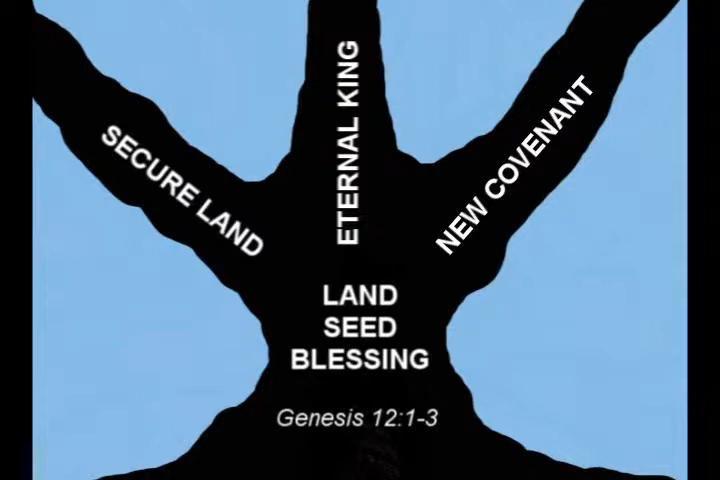 SECURE LAND
ETERNAL KING
NEW COVENANT
LAND
SEED
BLESSING
Genesis 12:1-3